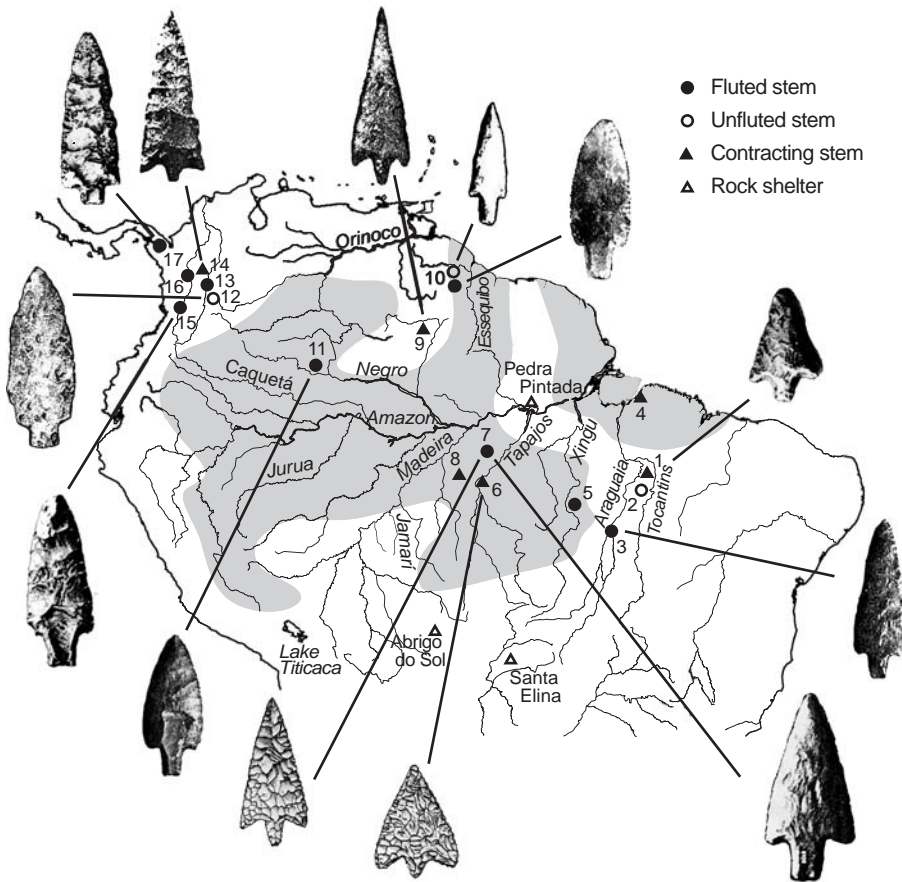 Fluted stem
Unfluted stem
Contracting stem
Rock shelter
Orinoco
17
14
16
13
12
15
10
Essequibo
9
11
Negro
Caquetá
Pedra
Pintada
Amazon
4
Tapajos
Xingu
Madeira
7
Jurua
8
6
5
Araguaia
1
2
Tocantins
3
Jamarí
Lake
Titicaca
Abrigo
do Sol
Santa
Elina